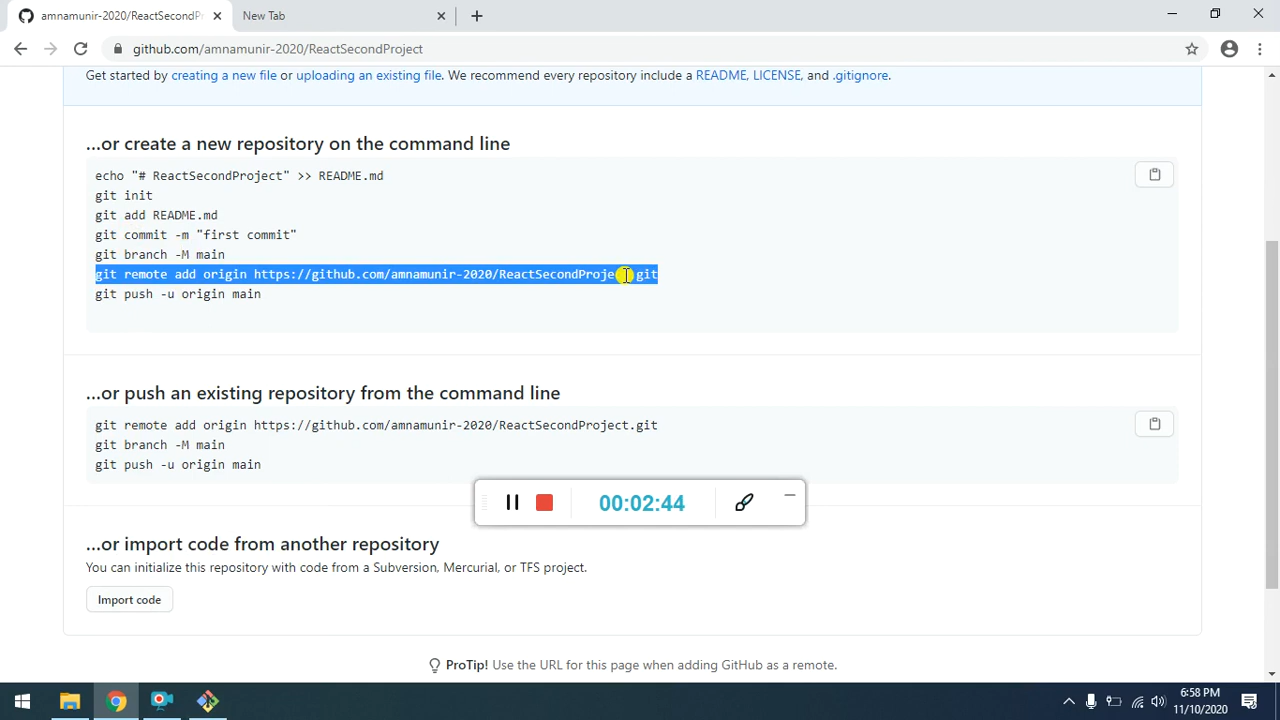 amnamunir-2020/ReactSecondP
New Tab
github.com/amnamunir-2020/ReactSecondProject
Get started by creating a new file or uploading an existing file. We recommend every repository include a README, LICENSE, and .gitignore.
...or create a new repository on the command line
echo "# ReactSecondProject" >> README.md
git init
git add README.md
git commit -m "first commit"
git branch -M main
git remote add origin https://github.com/amnamunir-2020/ReactSecondProject.git
git push -u origin main
...or push an existing repository from the command line
git remote add origin https://github.com/amnamunir-2020/ReactSecondProject.git
git branch -M main
git push -u origin main
00:02:44
...or import code from another repository
You can initialize this repository with code from a Subversion, Mercurial, or TFS project.
Import code
ProTip! Use the URL for this page when adding GitHub as a remote.
6:58 PM
11/10/2020